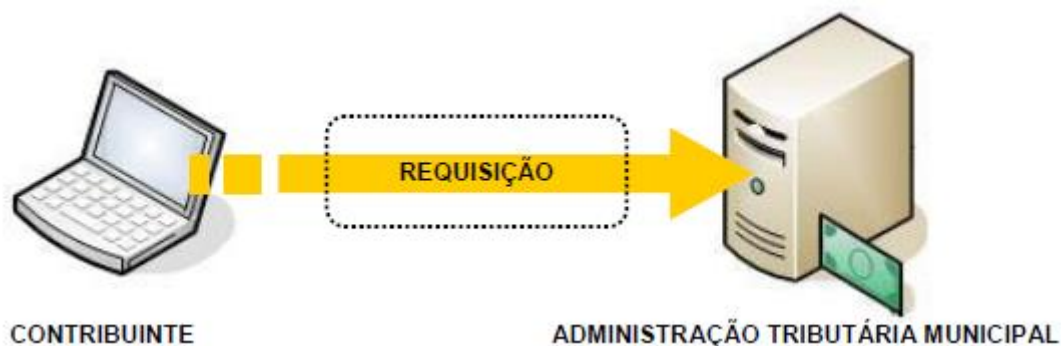 REQUISIÇÃO
CONTRIBUINTE
ADMINISTRAÇÃO TRIBUTÁRIA MUNICIPAL